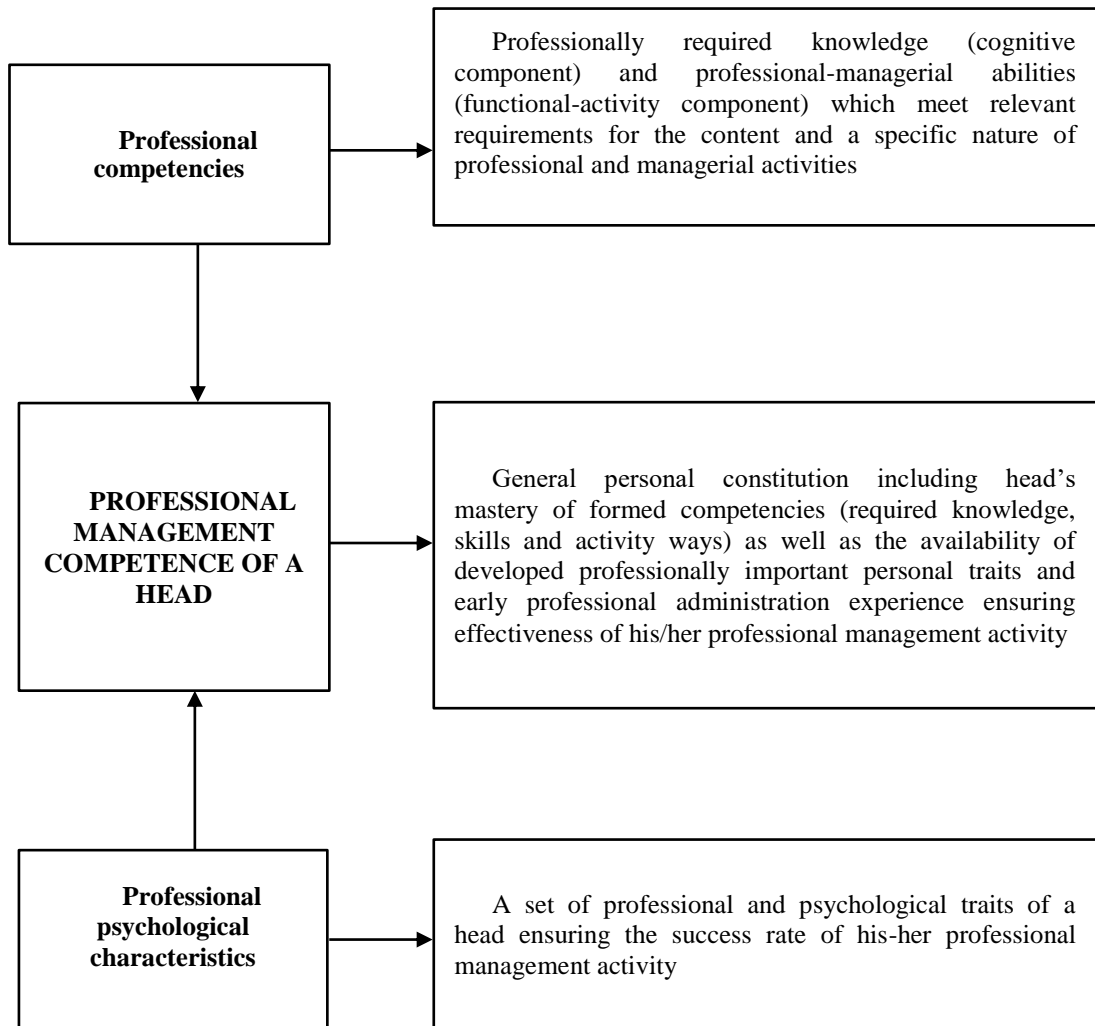 Professional
competencies
Professionally required knowledge (cognitive
component) and professional-managerial abilities
(functional-activity component) which meet relevant
requirements for the content and a specific nature of
professional and managerial activities
PROFESSIONAL
MANAGEMENT
COMPETENCE OF A
HEAD
General personal constitution including head’s
mastery of formed competencies (required knowledge,
skills and activity ways) as well as the availability of
developed professionally important personal traits and
early professional administration experience ensuring
effectiveness of his/her professional management activity
Professional
psychological
characteristics
A set of professional and psychological traits of a
head ensuring the success rate of his-her professional
management activity